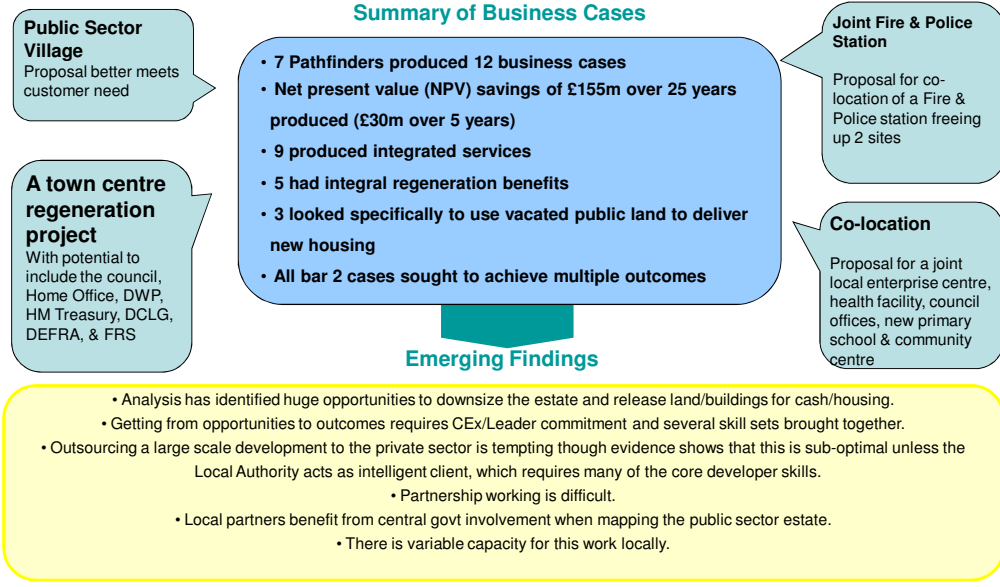 Summary of Business Cases
Public Sector
Village
Proposal better meets
customer need
A town centre
regeneration
project
With potential to
include the council,
Home Office, DWP,
HM Treasury, DCLG,
DEFRA, & FRS
• 7 Pathfinders produced 12 business cases
• Net present value (NPV) savings of £155m over 25 years
produced (£30m over 5 years)
• 9 produced integrated services
• 5 had integral regeneration benefits
• 3 looked specifically to use vacated public land to deliver
new housing
• All bar 2 cases sought to achieve multiple outcomes
Joint Fire & Police
Station
Proposal for co-
location of a Fire &
Police station freeing
up 2 sites
Co-location
Proposal for a joint
local enterprise centre,
health facility, council
offices, new primary
school & community
centre
Emerging Findings
• Analysis has identified huge opportunities to downsize the estate and release land/buildings for cash/housing.
• Getting from opportunities to outcomes requires CEx/Leader commitment and several skill sets brought together.
• Outsourcing a large scale development to the private sector is tempting though evidence shows that this is sub-optimal unless the
Local Authority acts as intelligent client, which requires many of the core developer skills.
• Partnership working is difficult.
• Local partners benefit from central govt involvement when mapping the public sector estate.
• There is variable capacity for this work locally.